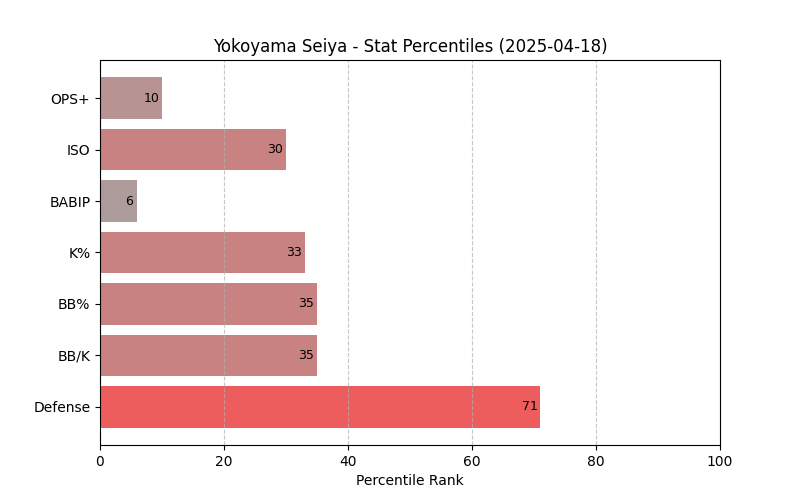 Yokoyama Seiya - Stat Percentiles (2025-04-18)
OPS+ 10
ISO 30
BABIP 6
K% 33
BB% 35
BB/K 35
Defense 71
0 20 40 60 80 100
Percentile Rank